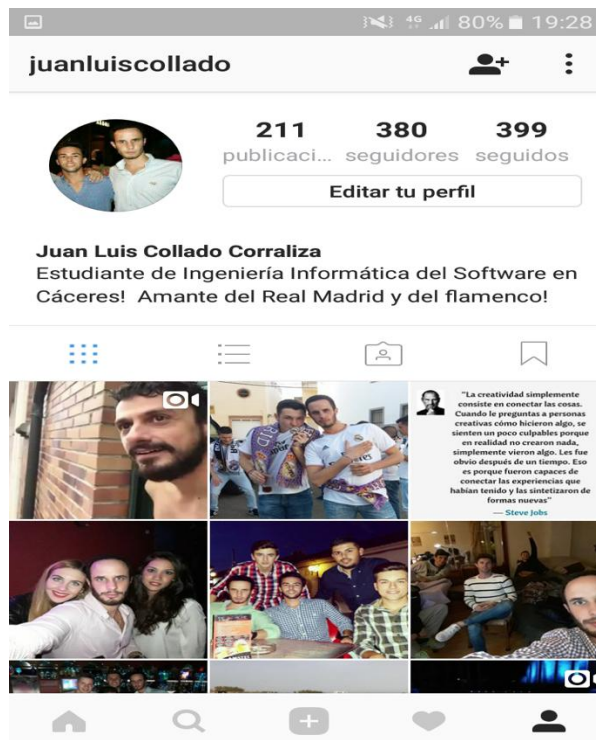 4G 80% 19:28
juanluiscollado
211 380 399
publicaci... seguidores seguidos
Editar tu perfil
Juan Luis Collado Corraliza
Estudiante de Ingeniería Informática del Software en
Cáceres! Amante del Real Madrid y del flamenco!
"La creatividad simplemente
consiste en conectar las cosas.
Cuando le preguntas a personas
creativas cómo hicieron algo, se
sienten un poco culpables porque
en realidad no crearon nada,
simplemente vieron algo. Les fue
obvio después de un tiempo. Eso
es porque fueron capaces de
conectar las experiencias que
habían tenido y las sintetizaron de
formas nuevas"
— Steve Jobs